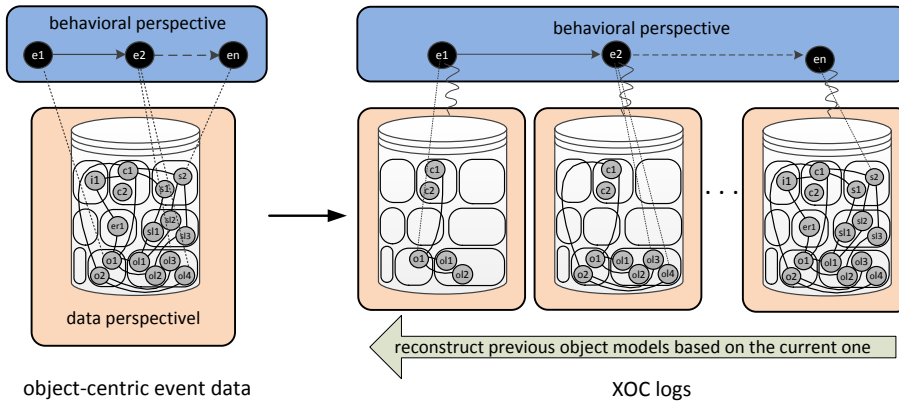 behavioral perspective
e1
e2
en
i1
c1
c2
s1
s2
er1
sl1
sl2
sl3
o1
o2
ol1
ol2
ol3
ol4
data perspectivel
object-centric event data
behavioral perspective
e1
e2
en
c1
c2
o1
ol1
ol2
c1
c2
o1
o2
ol1
ol2
ol3
ol4
. . .
i1
c1
c2
s1
s2
er1
sl1
sl2
sl3
o1
o2
ol1
ol2
ol3
ol4
reconstruct previous object models based on the current one
XOC logs